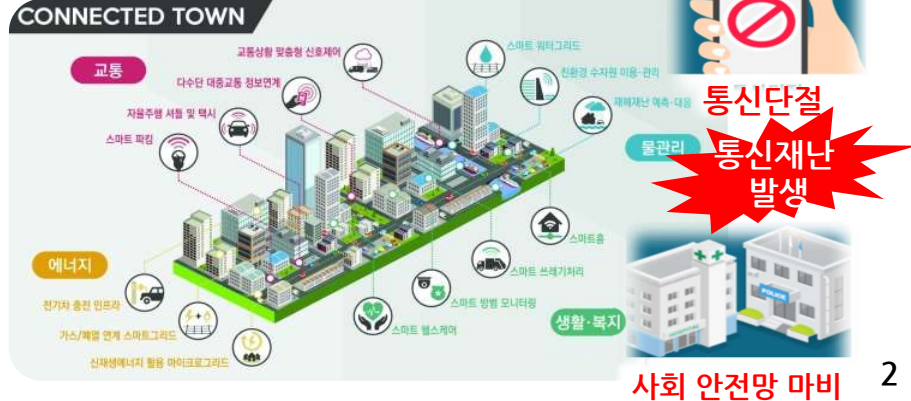 CONNECTED TOWN
교통
교통상황 맞춤형 신호제어
다수단 대중교통 정보연계
자율주행 셔틀 및 택시
스마트 파킹
스마트 워터그리드
친환경 수자원 이용·관리
재해재난 예측·대응
물관리
통신단절
통신재난
발생
에너지
전기차 충전 인프라
가스/폐열 연계 스마트그리드
신재생에너지 활용 마이크로그리드
스마트홈
스마트 쓰레기처리
스마트 방범 모니터링
스마트 헬스케어
생활·복지
HOSPITAL
POLICE
사회 안전망 마비
2